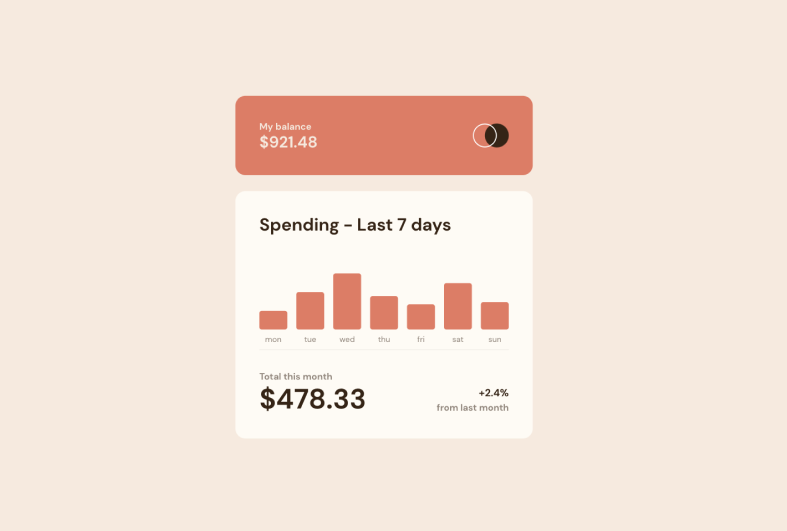 My balance
$921.48
Spending - Last 7 days
mon tue wed thu fri sat sun
Total this month
$478.33
+2.4%
from last month